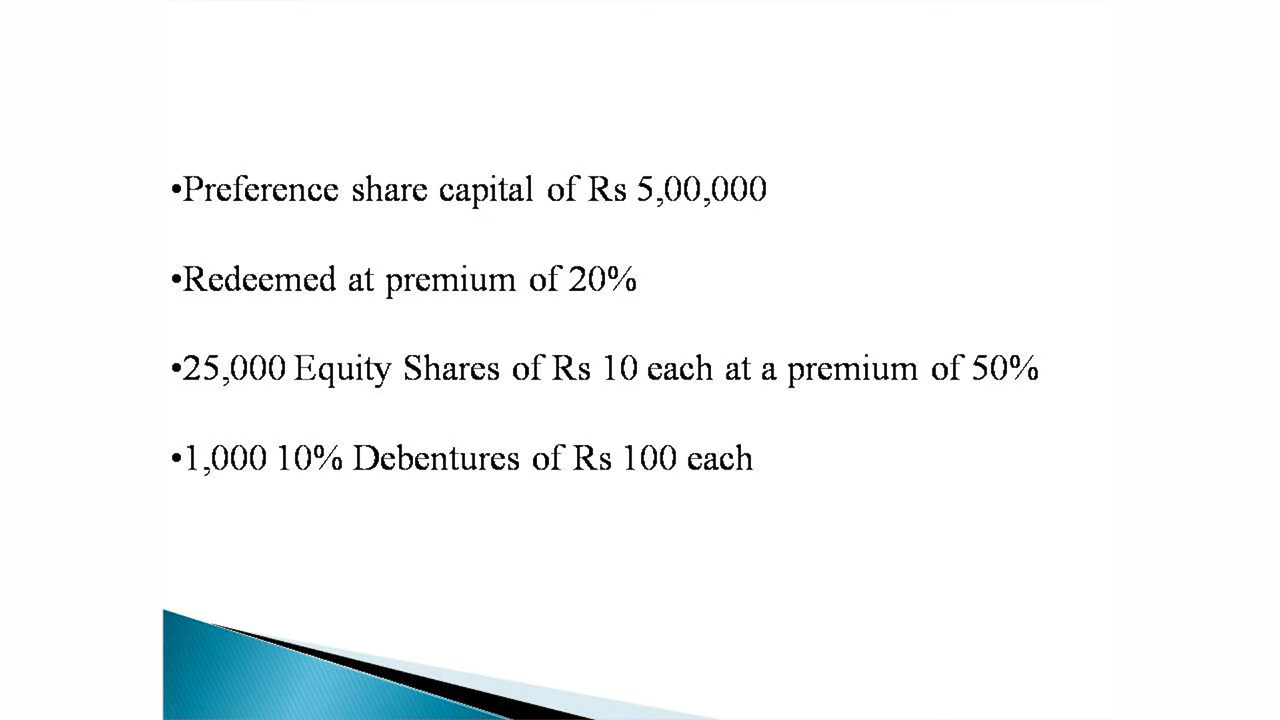 •Preference share capital of Rs 5,00,000
•Redeemed at premium of 20%
•25,000 Equity Shares of Rs 10 each at a premium of 50%
•1,000 10% Debentures of Rs 100 each